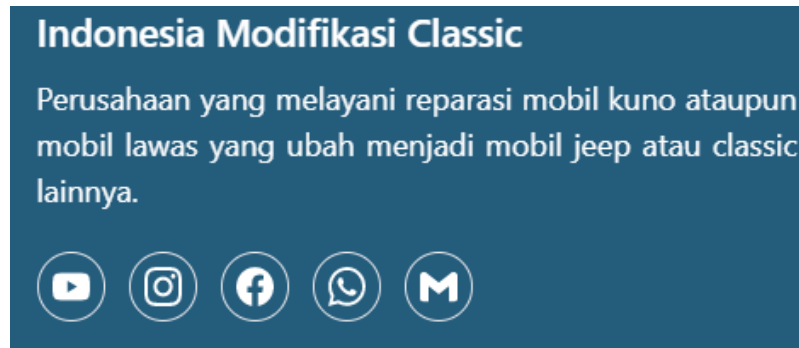 Indonesia Modifikasi Classic
Perusahaan yang melayani reparasi mobil kuno ataupun
mobil lawas yang ubah menjadi mobil jeep atau classic
lainnya.